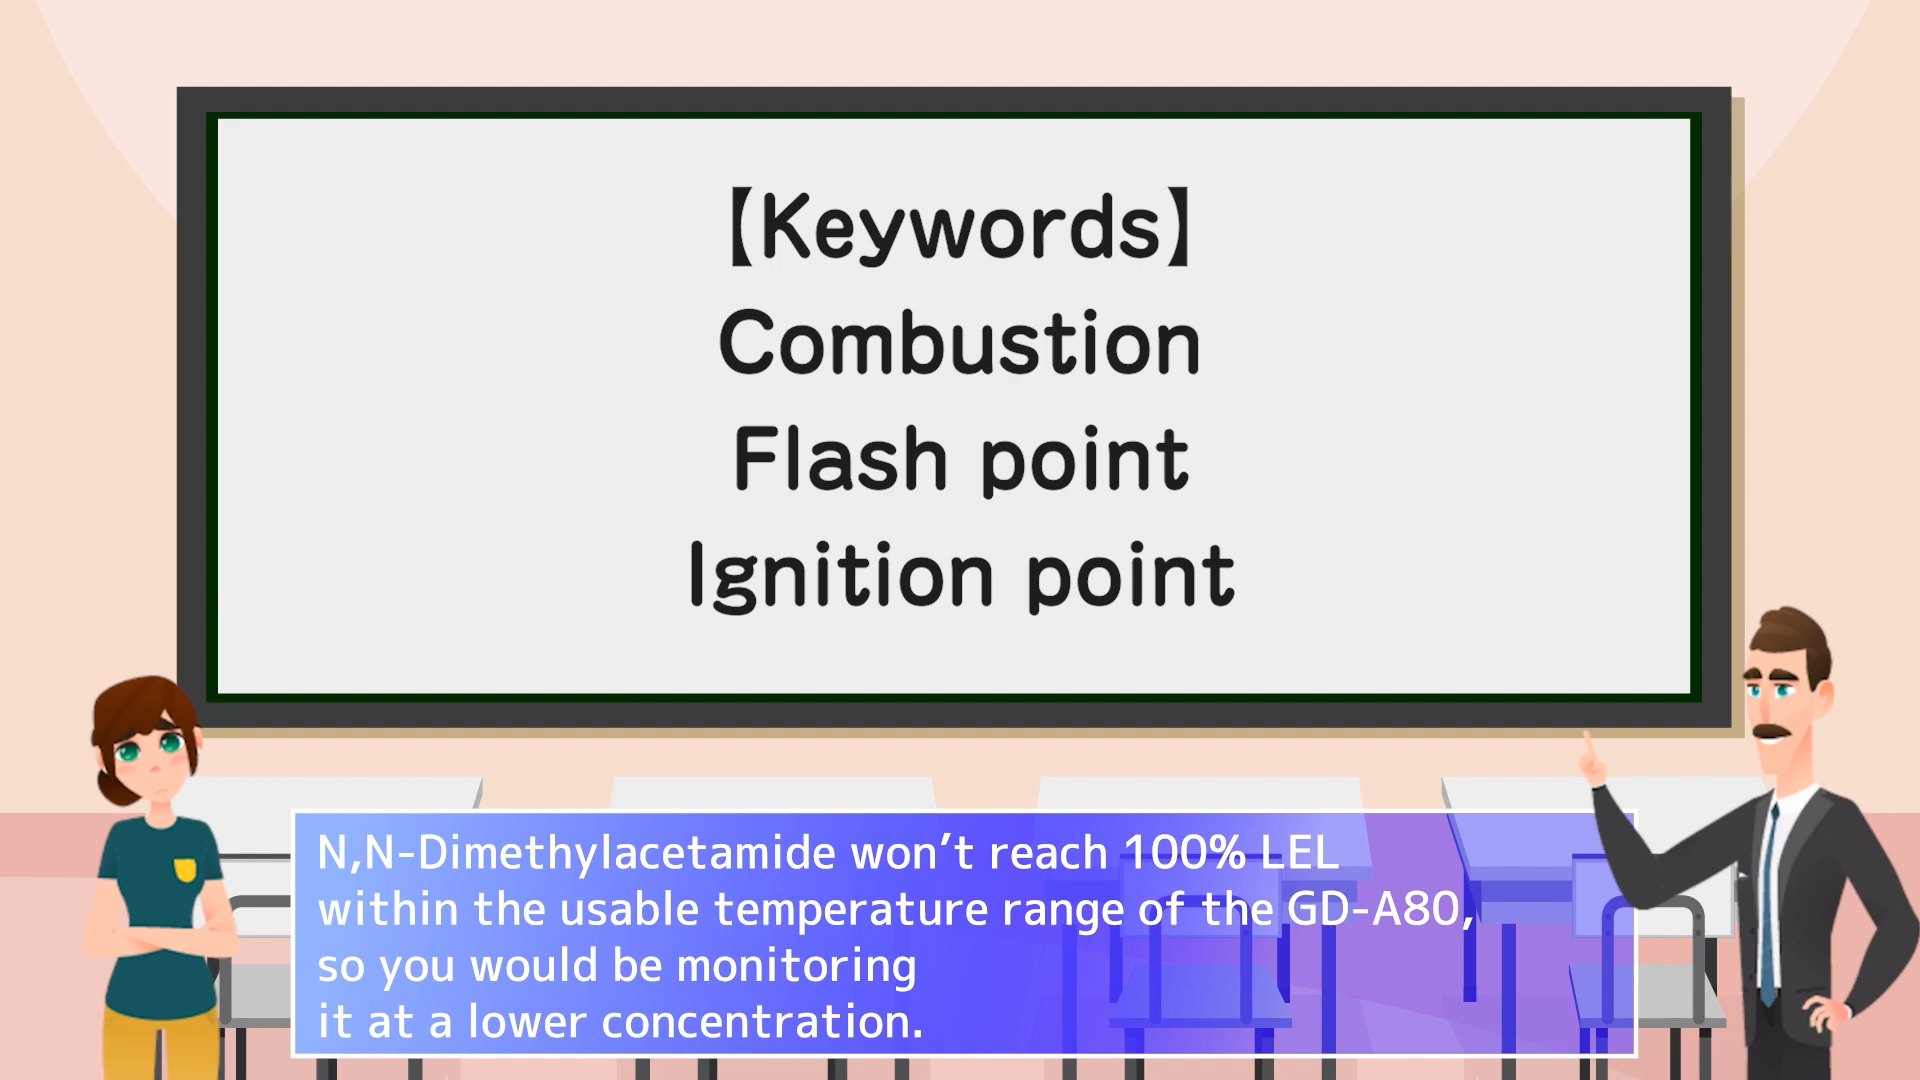 【Keywords】
Combustion
Flash point
Ignition point
N,N-Dimethylacetamide won’t reach 100% LEL
within the usable temperature range of the GD-A80,
so you would be monitoring
it at a lower concentration.